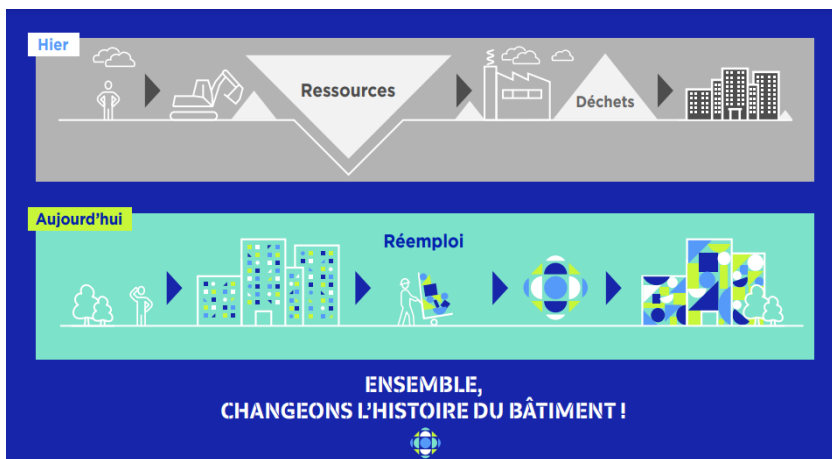 Hier
Ressources
Déchets
Aujourd'hui
Réemploi
ENSEMBLE,
CHANGEONS L'HISTOIRE DU BÂTIMENT !